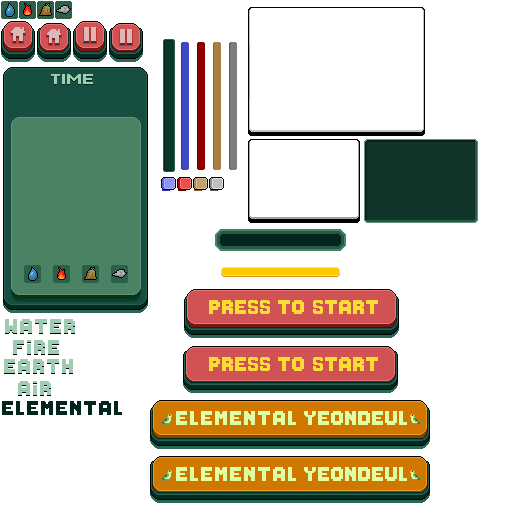 TIME
PRESS TO START
WATER
FIRE
EARTH
PRESS TO START
AIR
ELEMENTAL
ELEMENTAL YEONDEUL
ELEMENTAL YEONDEUL